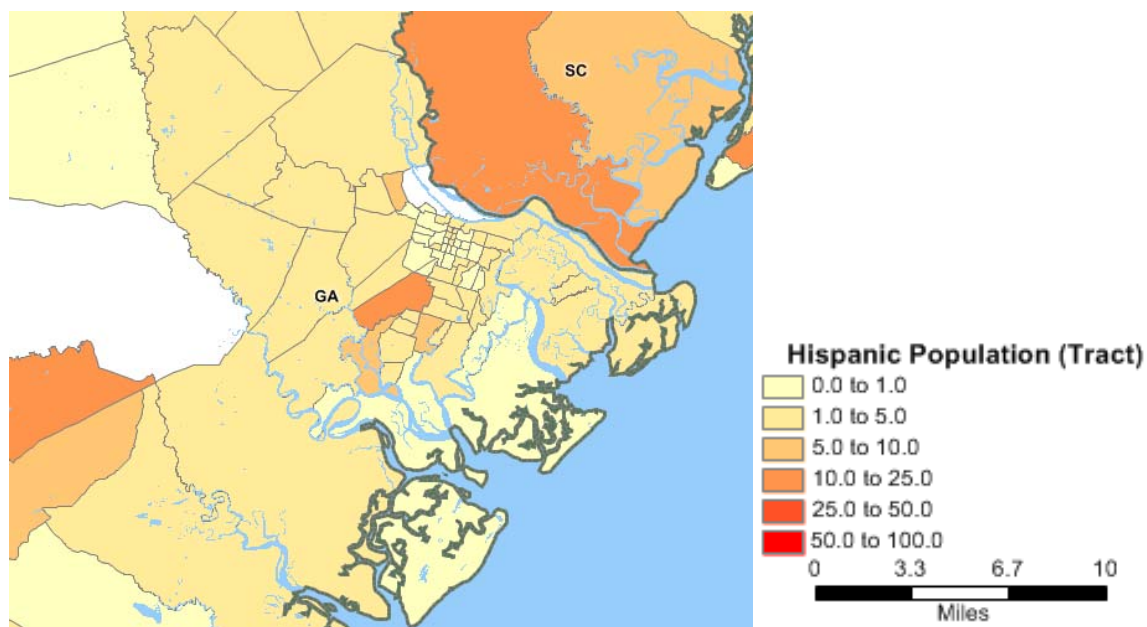 SC
GA
Hispanic Population (Tract)
0.0 to 1.0
1.0 to 5.0
5.0 to 10.0
10.0 to 25.0
25.0 to 50.0
50.0 to 100.0
0 3.3 6.7 10
Miles